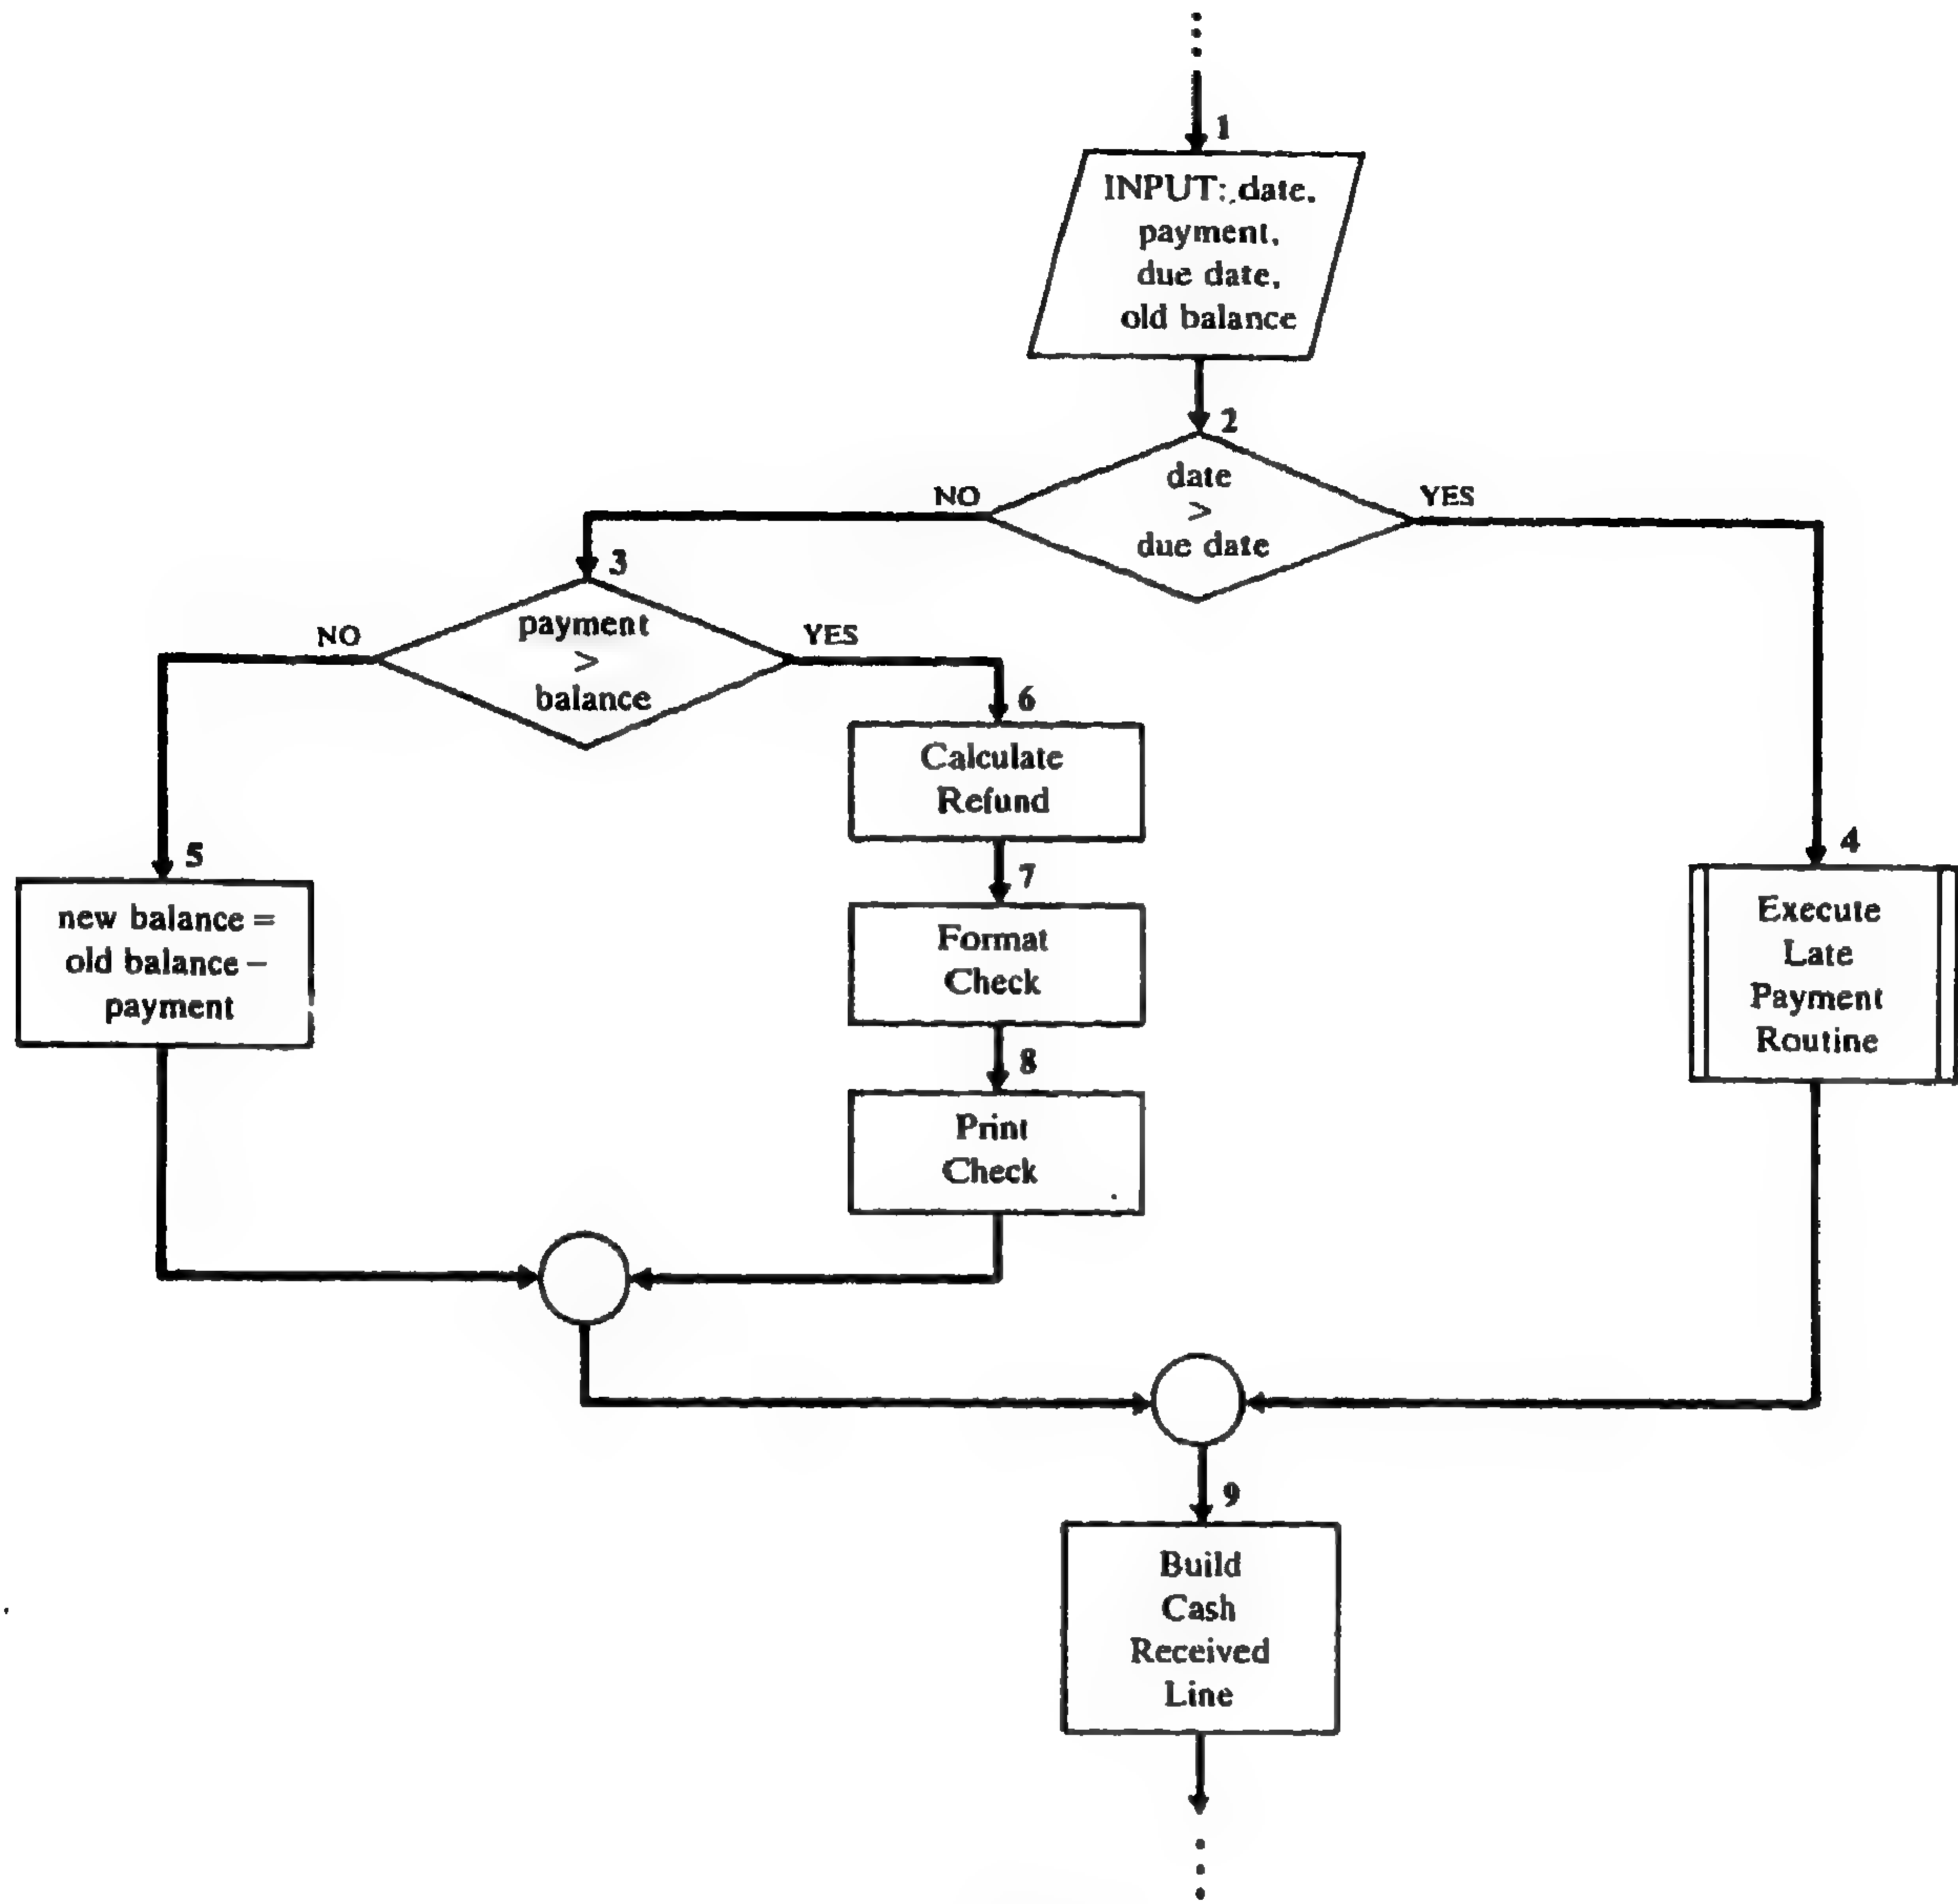 1
INPUT: date,
payment,
due date,
old balance
2
date
>
due date
NO
YES
3
payment
>
balance
NO
YES
6
Calculate
Refund
5
new balance =
old balance –
payment
7
Format
Check
4
Execute
Late
Payment
Routine
8
Print
Check
9
Build
Cash
Received
Line